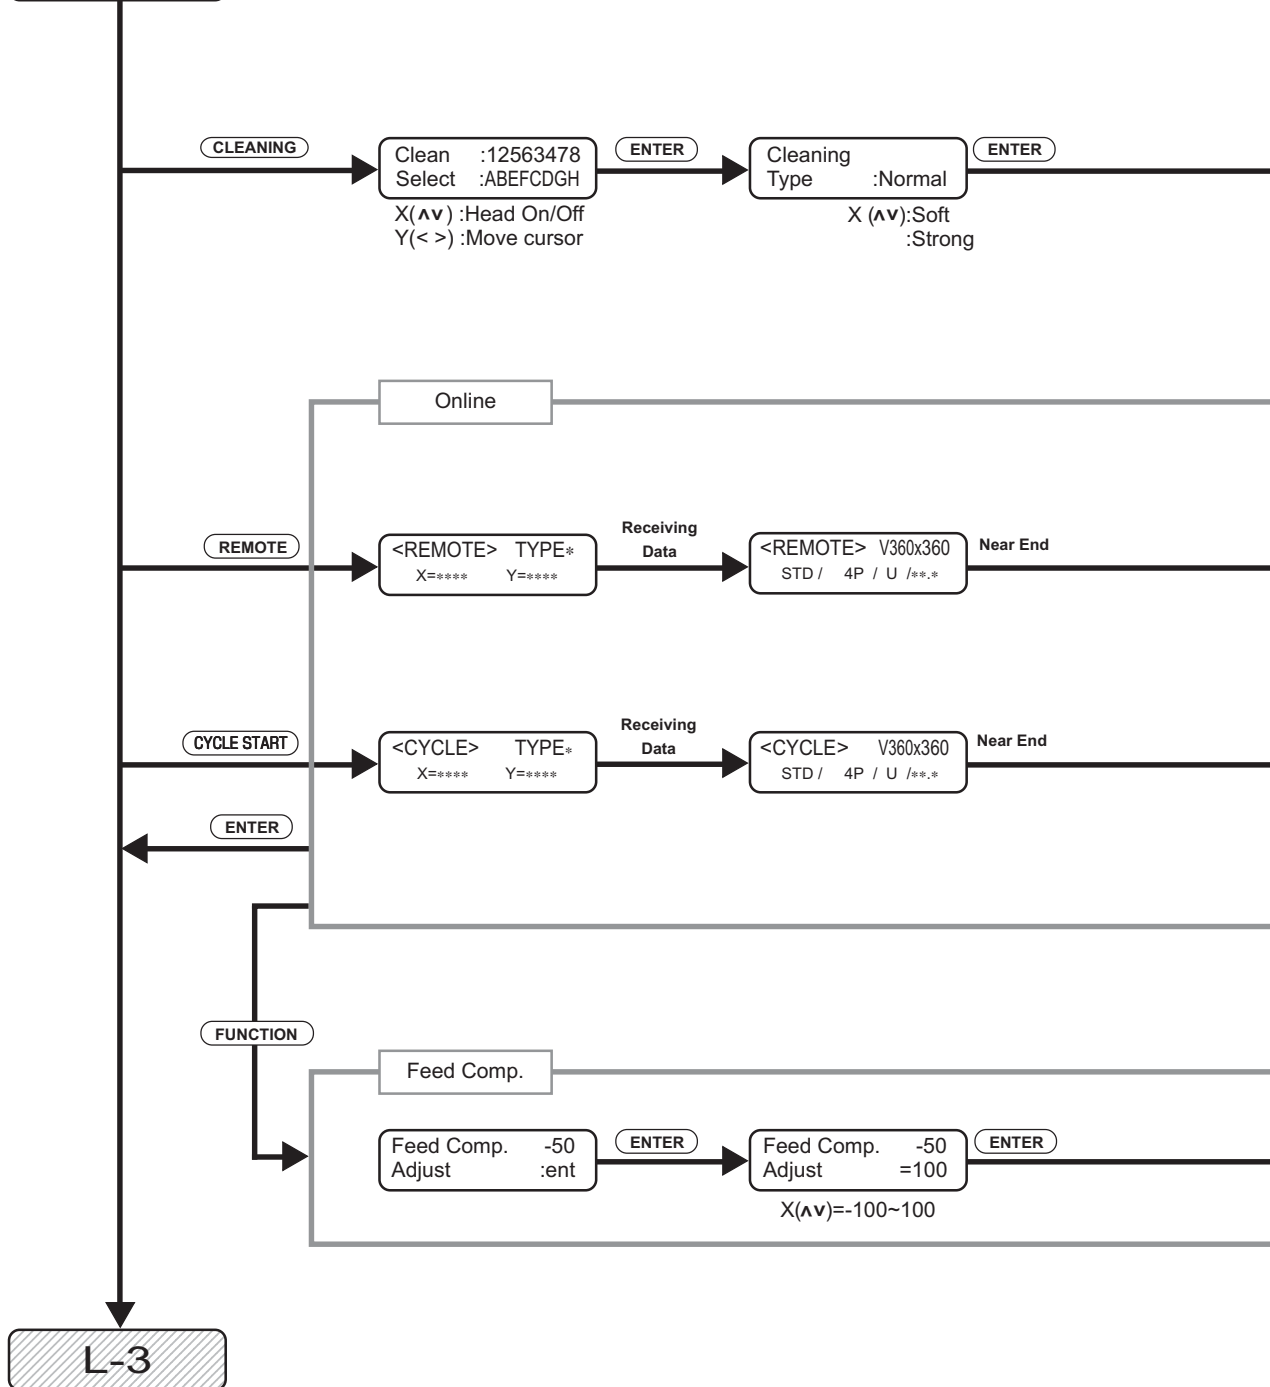 CLEANING
Clean :12563478
Select :ABEFCDGH
X(∧∨) :Head On/Off
Y(< >) :Move cursor
ENTER
Cleaning
Type :Normal
X (∧∨):Soft
:Strong
ENTER
Online
REMOTE
<REMOTE> TYPE*
X=**** Y=****
Receiving
Data
<REMOTE> V360x360
STD / 4P / U /**.*
Near End
CYCLE START
<CYCLE> TYPE*
X=**** Y=****
Receiving
Data
<CYCLE> V360x360
STD / 4P / U /**.*
Near End
ENTER
FUNCTION
Feed Comp.
Feed Comp. -50
Adjust :ent
ENTER
Feed Comp. -50
Adjust =100
X(∧∨)=-100~100
ENTER
L-3